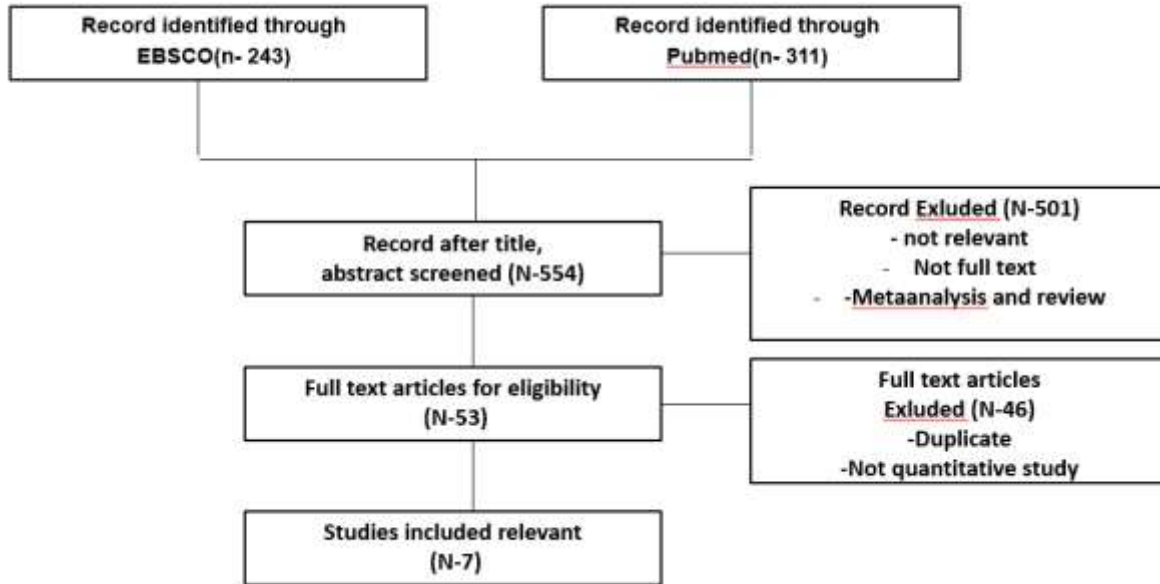 Record identified through
EBSCO(n- 243)
Record identified through
Pubmed(n- 311)
Record after title,
abstract screened (N-554)
Record Exluded (N-501)
- not relevant
- Not full text
- -Metaanalysis and review
Full text articles for eligibility
(N-53)
Full text articles
Exluded (N-46)
-Duplicate
-Not quantitative study
Studies included relevant
(N-7)